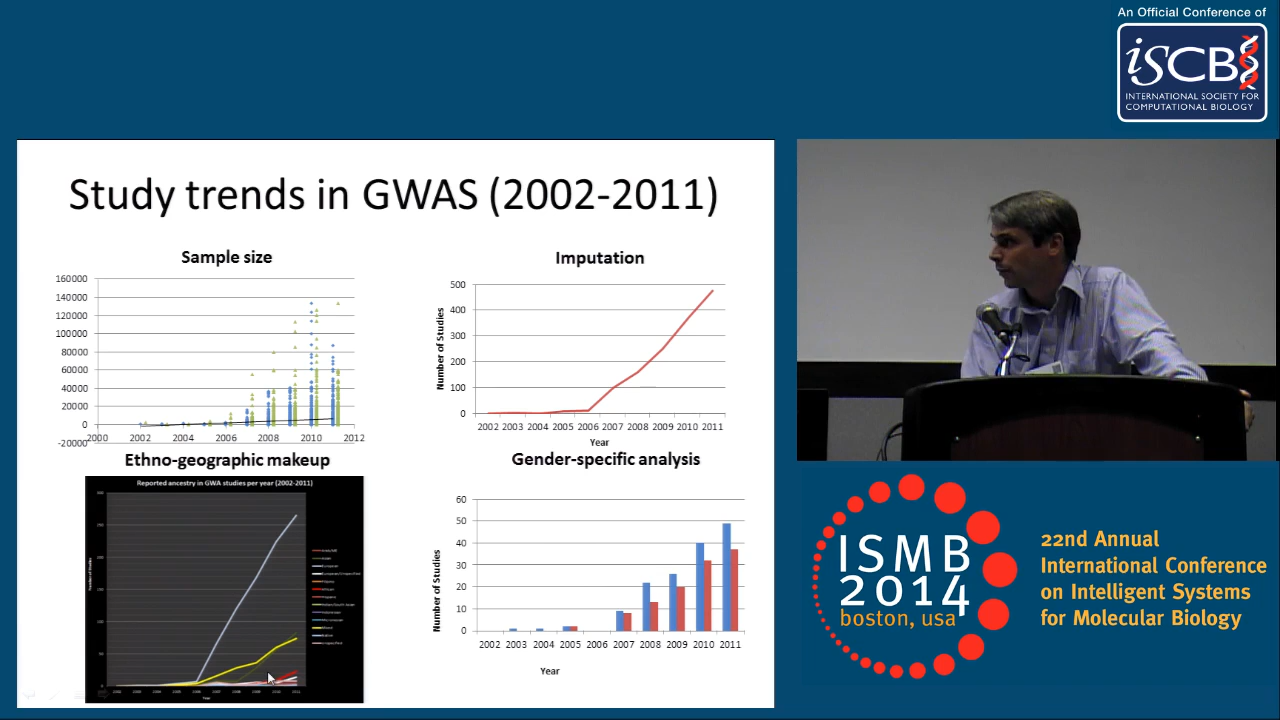 An Official Conference of
iSCB
INTERNATIONAL SOCIETY FOR
COMPUTATIONAL BIOLOGY
Study trends in GWAS (2002-2011)
Sample size
160000
140000
120000
100000
80000
60000
40000
20000
0
-20000
2000 2002 2004 2006 2008 2010 2012
Imputation
Number of Studies
500
400
300
200
100
0
2002 2003 2004 2005 2006 2007 2008 2009 2010 2011
Year
Ethno-geographic makeup
Reported ancestry in GWA studies per year (2002-2011)
Gender-specific analysis
Number of Studies
60
50
40
30
20
10
0
2002 2003 2004 2005 2006 2007 2008 2009 2010 2011
Year
ISMB
2014
boston, usa
22nd Annual
International Conference
on Intelligent Systems
for Molecular Biology